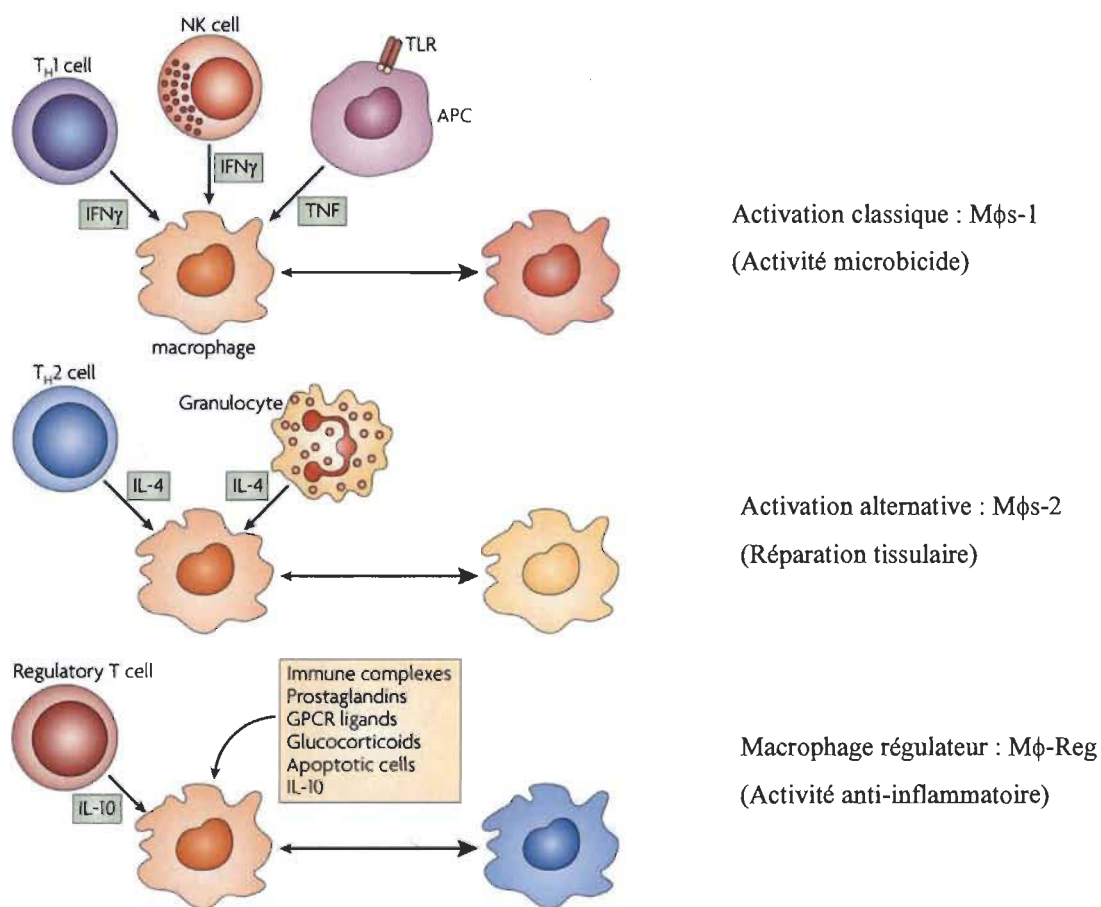 NK cell
TLR
T_H1 cell
APC
IFNγ
IFNγ
TNF
Activation classique : Mϕs-1
(Activité microbicide)
macrophage
T_H2 cell
Granulocyte
IL-4
IL-4
Activation alternative : Mϕs-2
(Réparation tissulaire)
Regulatory T cell
Immune complexes
Prostaglandins
GPCR ligands
Glucocorticoids
Apoptotic cells
IL-10
IL-10
Macrophage régulateur : Mϕ-Reg
(Activité anti-inflammatoire)